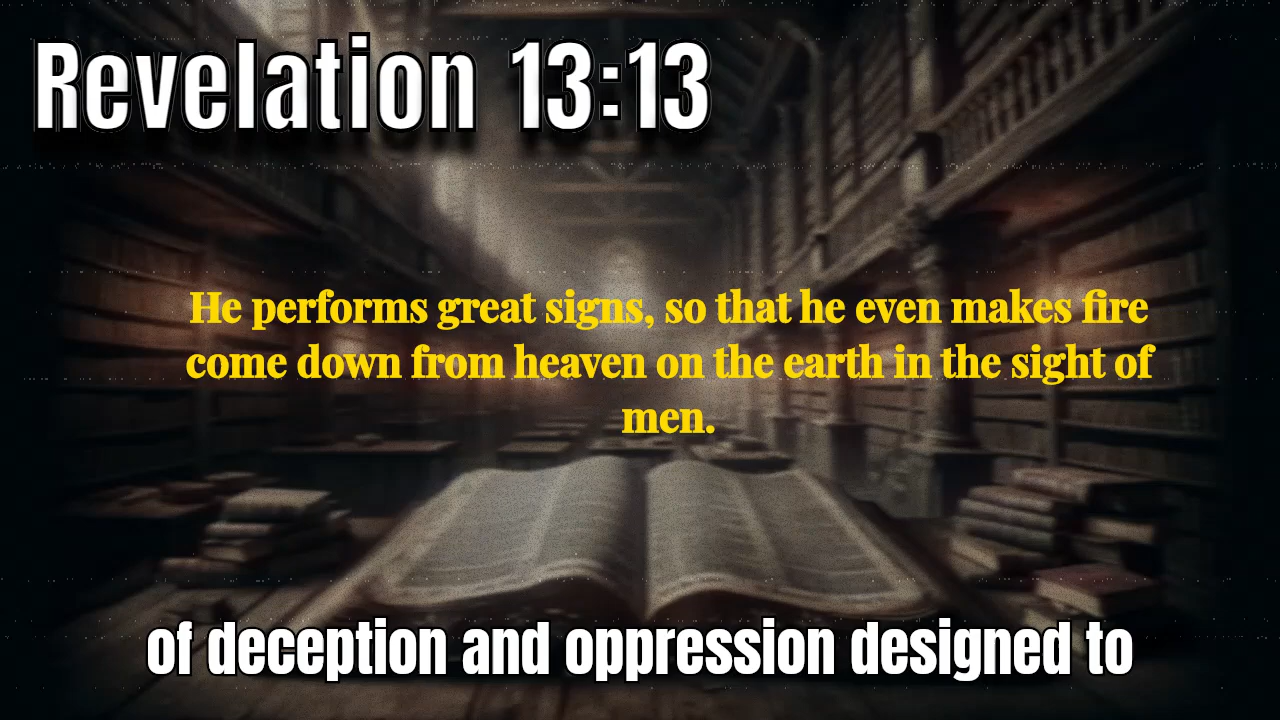 Revelation 13:13
He performs great signs, so that he even makes fire
come down from heaven on the earth in the sight of
men.
of deception and oppression designed to